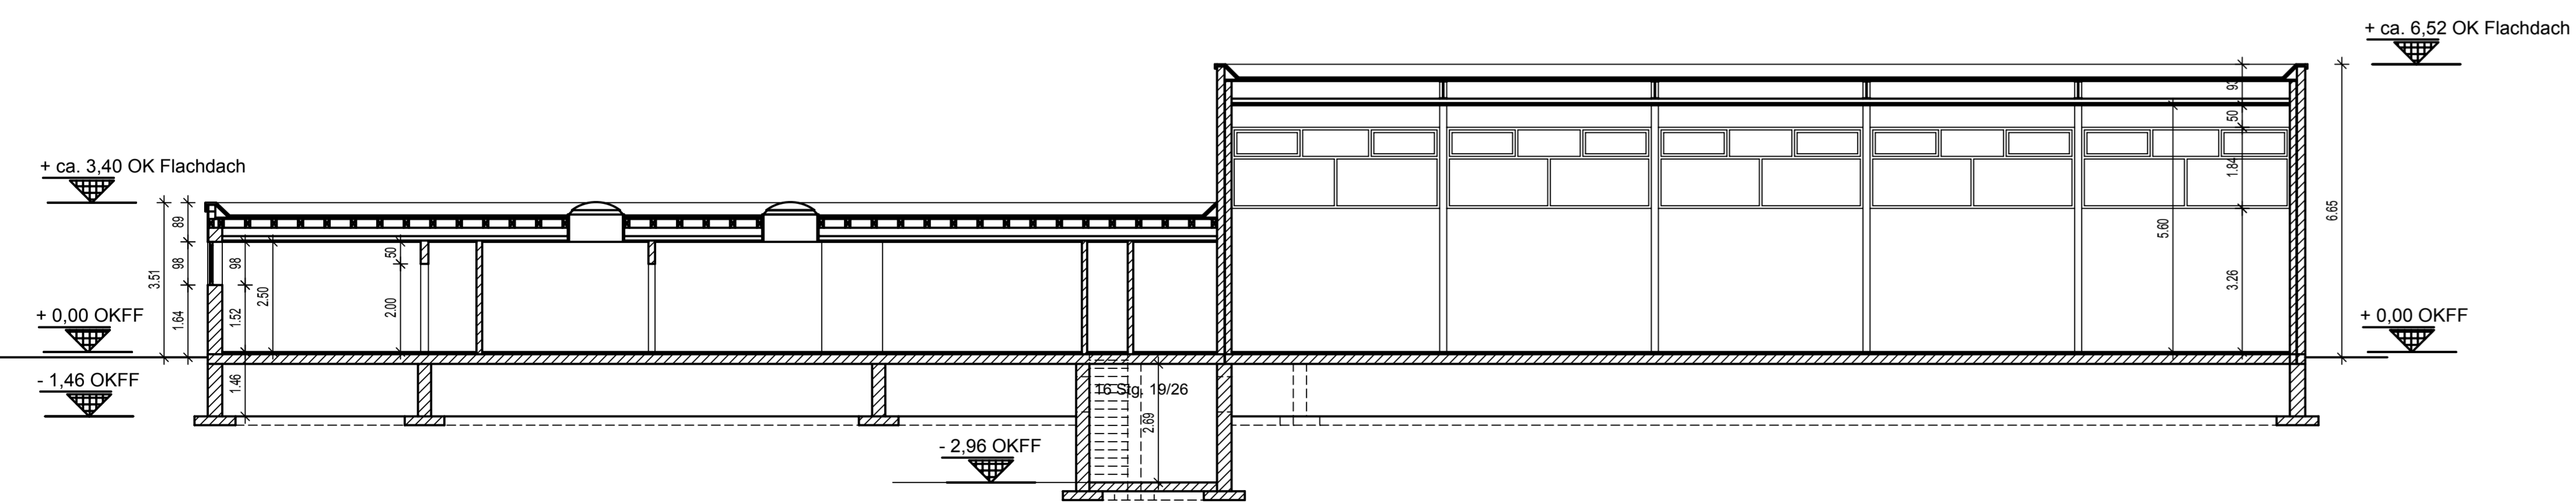 + ca. 6,52 OK Flachdach
+ ca. 3,40 OK Flachdach
+ 0,00 OKFF
- 1,46 OKFF
- 2,96 OKFF
+ 0,00 OKFF
3.51
89
98
1.64
98
1.52
2.50
50
2.00
1.46
16 Stg. 19/26
2.69
50
1.84
3.26
5.60
6.65